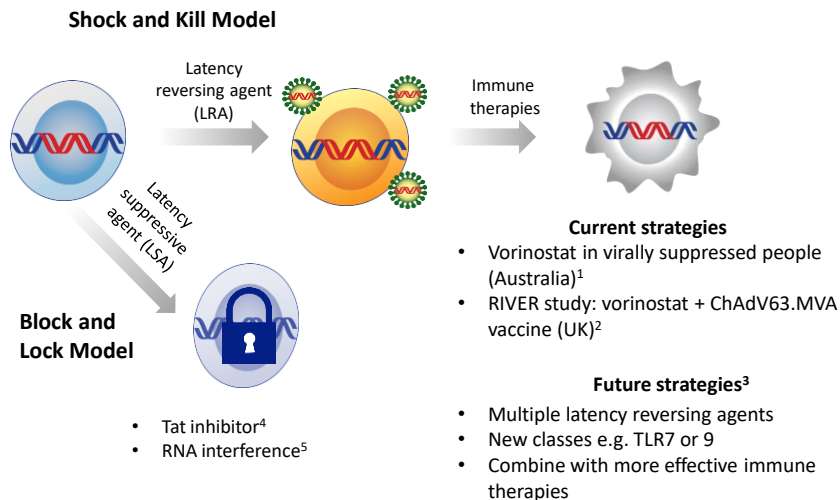 Shock and Kill Model
Latency
reversing agent
(LRA)
Immune
therapies
Latency
suppressive
agent (LSA)
Block and
Lock Model
• Tat inhibitor⁴
• RNA interference⁵
Current strategies
• Vorinostat in virally suppressed people
(Australia)¹
• RIVER study: vorinostat + ChAdV63.MVA
vaccine (UK)²
Future strategies³
• Multiple latency reversing agents
• New classes e.g. TLR7 or 9
• Combine with more effective immune
therapies